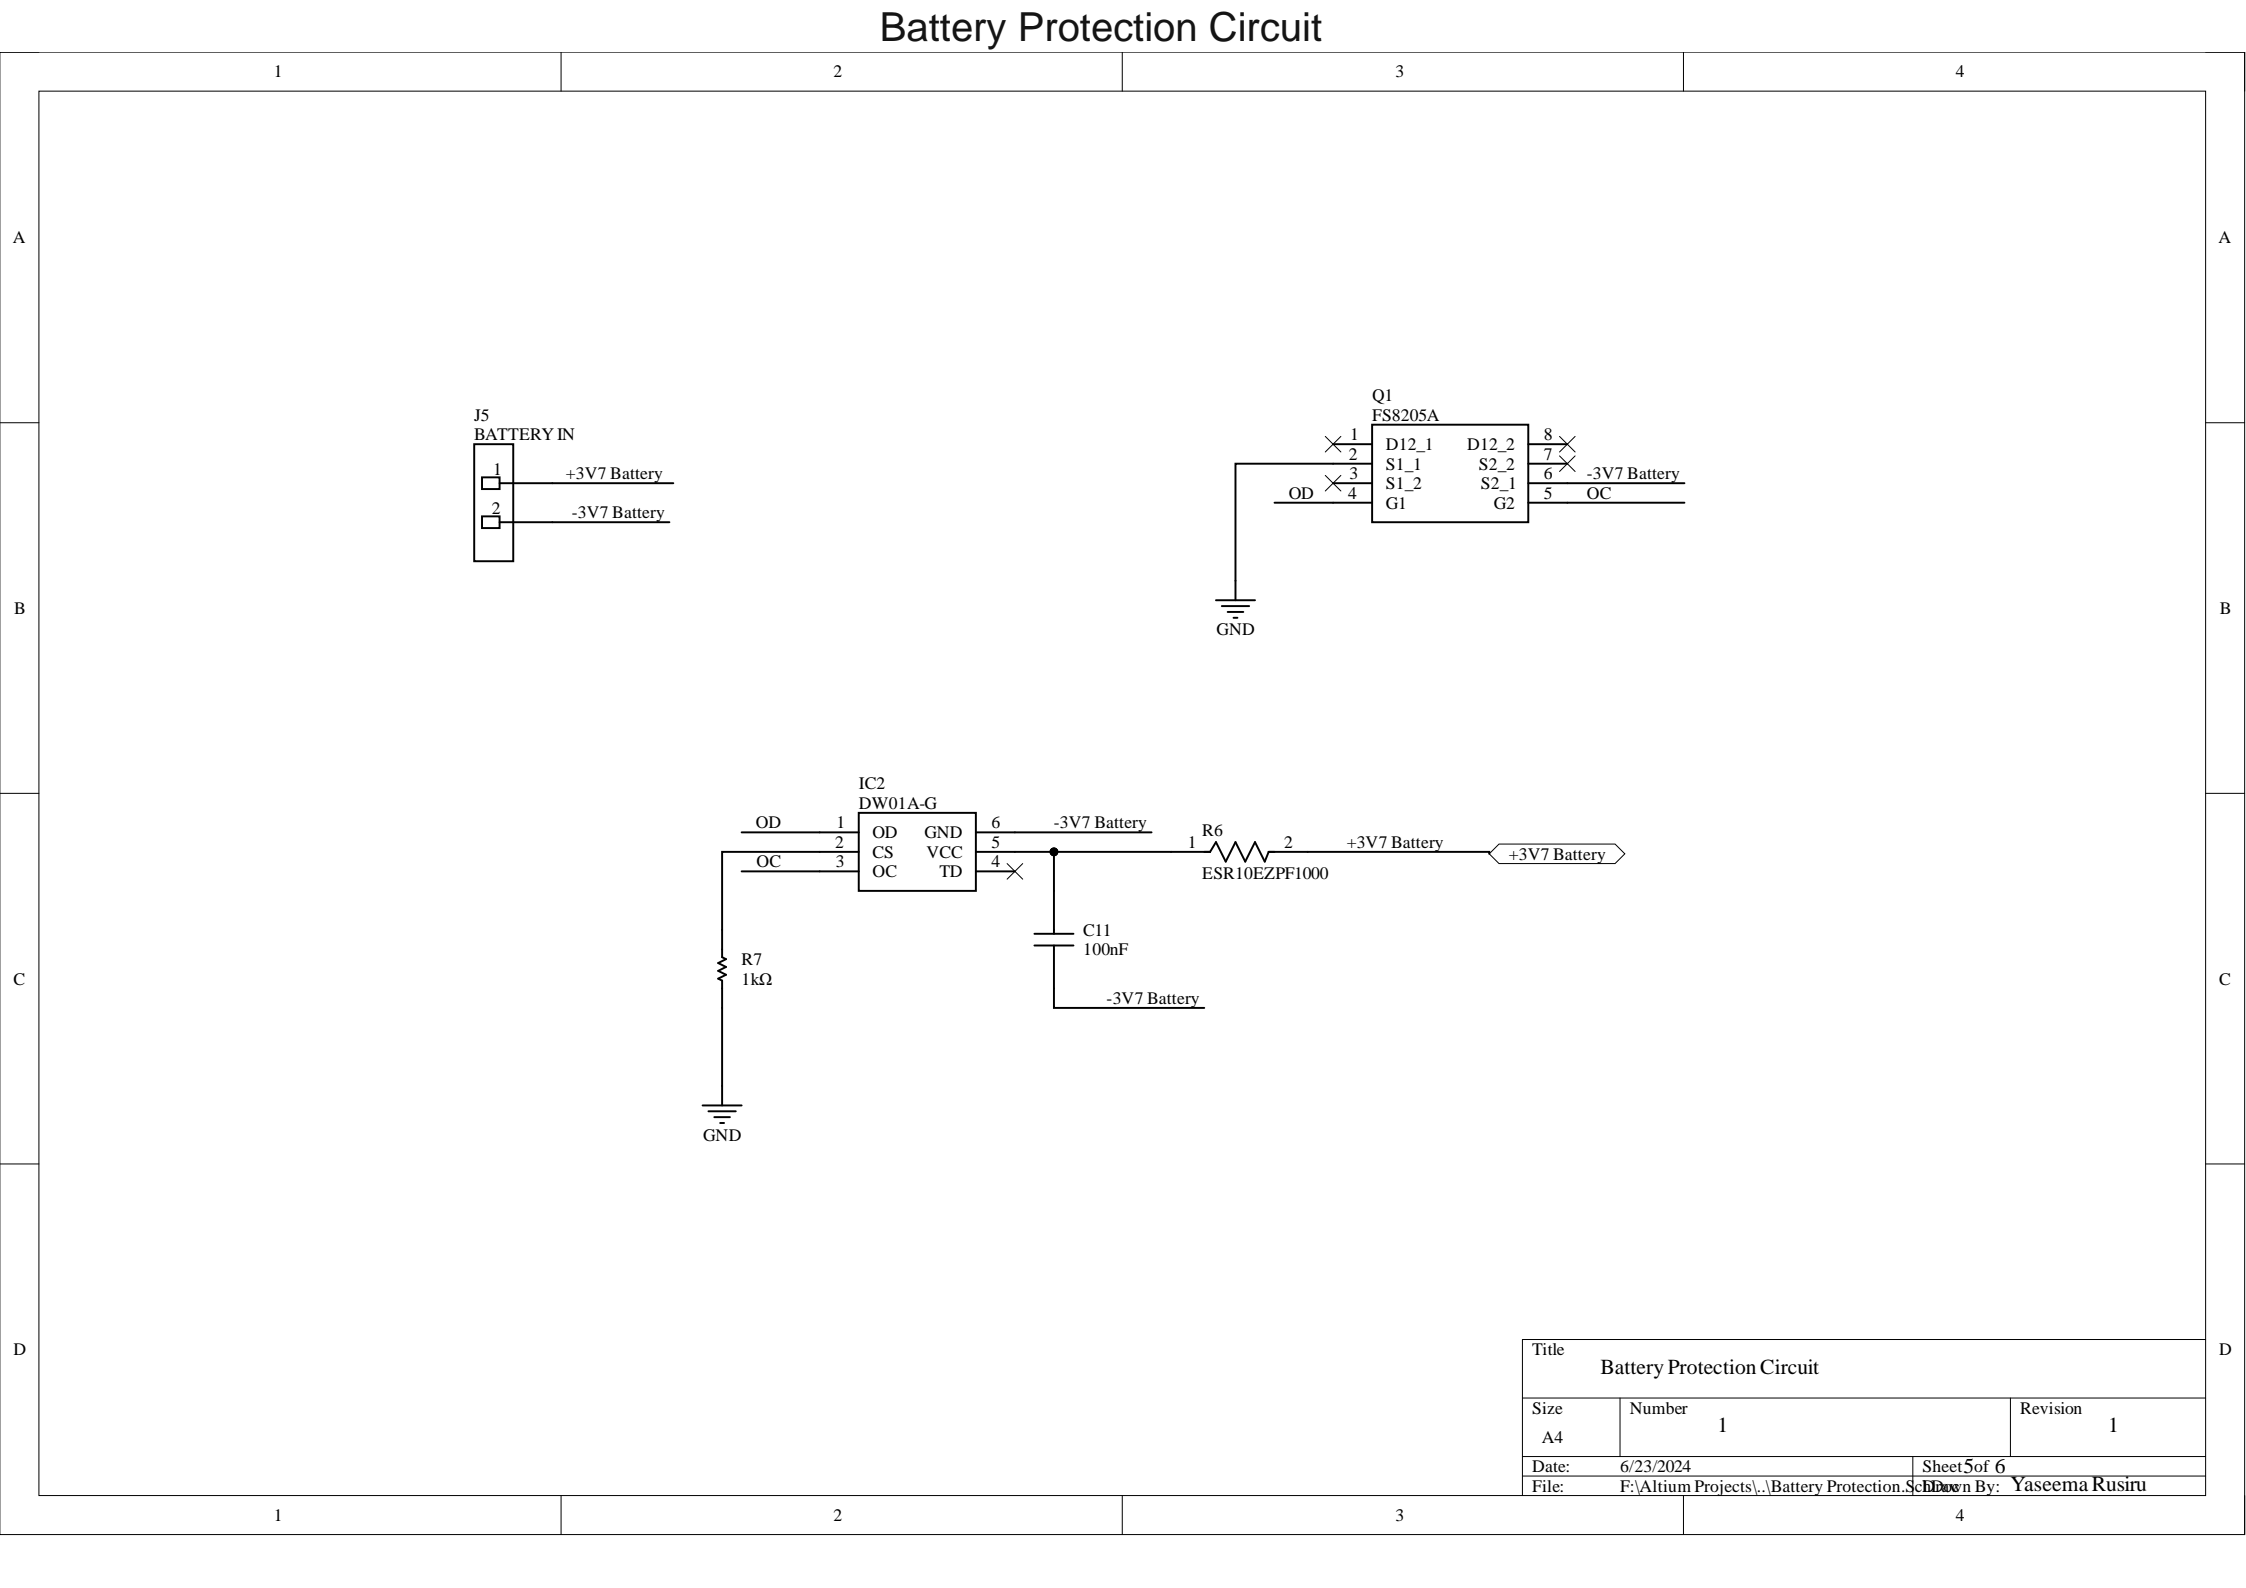 Battery Protection Circuit
1 2 3 4
A A
Q1
FS8205A
J5
BATTERY IN
1 D12_1 D12_2 8
2 S1_1 S2_2 7
3 S1_2 S2_1 6 -3V7 Battery
OD 4 G1 G2 5 OC
1 +3V7 Battery
2 -3V7 Battery
B B
GND
IC2
DW01A-G
OD 1 OD GND 6 -3V7 Battery
2 CS VCC 5
OC 3 OC TD 4
R6
1 2 +3V7 Battery +3V7 Battery
ESR10EZPF1000
C11
100nF
R7
1kΩ
C C
-3V7 Battery
GND
D D
Title
Battery Protection Circuit
Size Number Revision
A4 1 1
Date: 6/23/2024 Sheet 5 of 6
File: F:\Altium Projects\..\Battery Protection.SchDoc Drawn By: Yaseema Rusiru
1 2 3 4